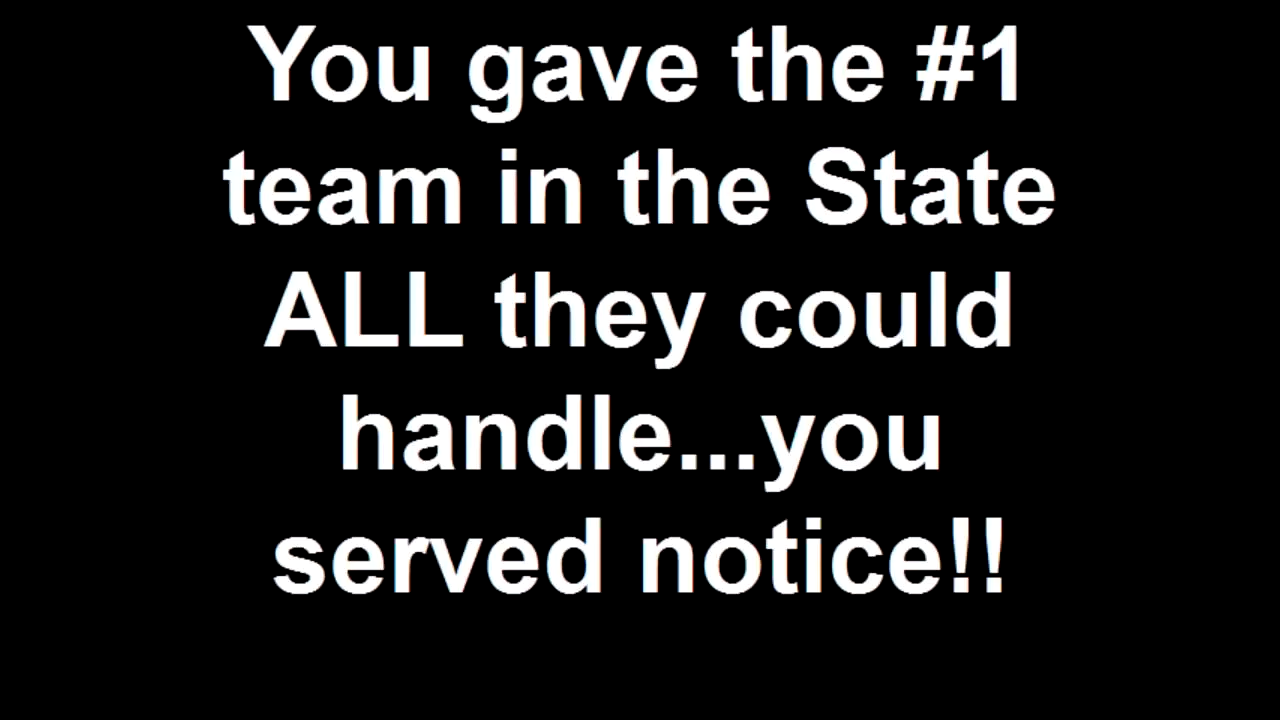 You gave the #1
team in the State
ALL they could
handle...you
served notice!!